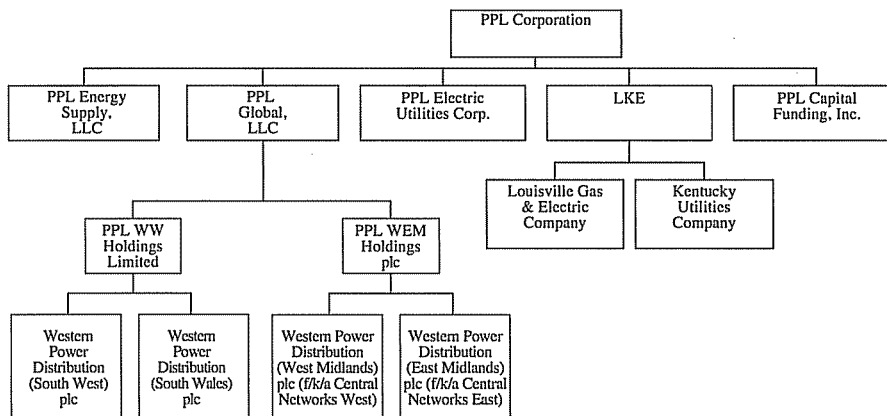 PPL Corporation
PPL Energy
Supply,
LLC
PPL
Global,
LLC
PPL Electric
Utilities Corp.
LKE
PPL Capital
Funding, Inc.
Louisville Gas
& Electric
Company
Kentucky
Utilities
Company
PPL WW
Holdings
Limited
PPL WEM
Holdings
plc
Western
Power
Distribution
(South West)
plc
Western
Power
Distribution
(South Wales)
plc
Western Power
Distribution
(West Midlands)
plc (f/k/a Central
Networks West)
Western Power
Distribution
(East Midlands)
plc (f/k/a Central
Networks East)